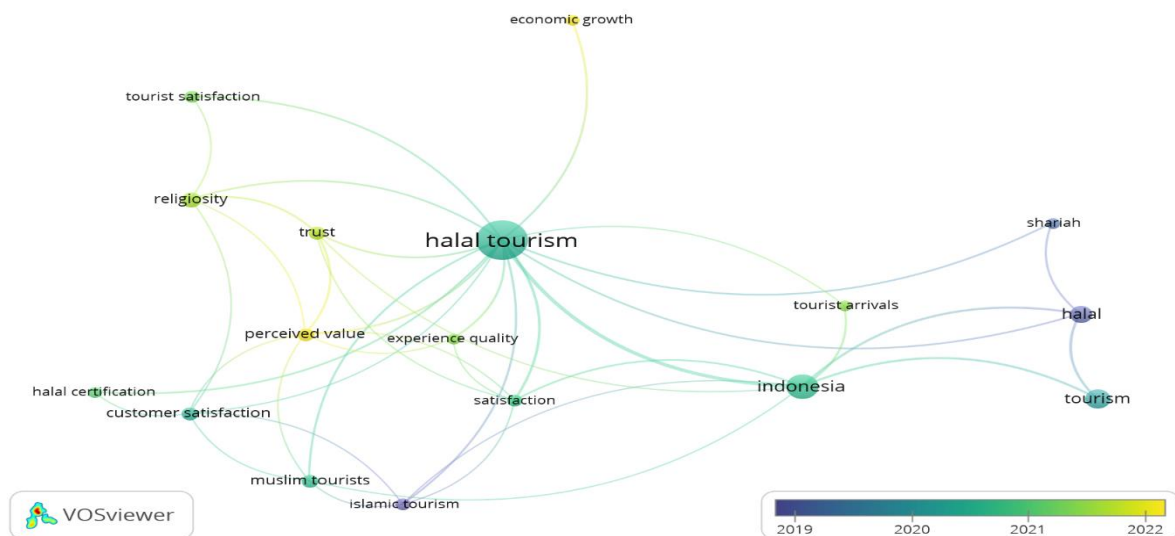 economic growth
tourist satisfaction
religiosity
trust
halal tourism
shariah
tourist arrivals
halal
perceived value
experience quality
indonesia
halal certification
customer satisfaction
satisfaction
tourism
muslim tourists
islamic tourism
VOSviewer
2019 2020 2021 2022